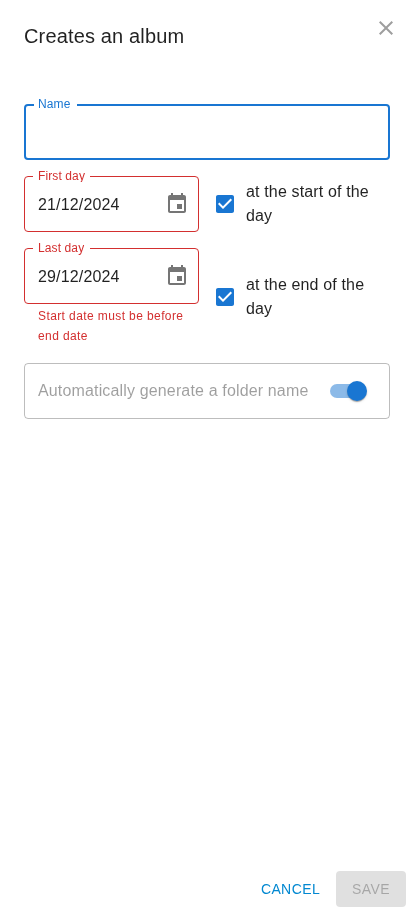 Creates an album
Name
First day
21/12/2024
at the start of the
day
Last day
29/12/2024
at the end of the
day
Start date must be before
end date
Automatically generate a folder name
CANCEL
SAVE